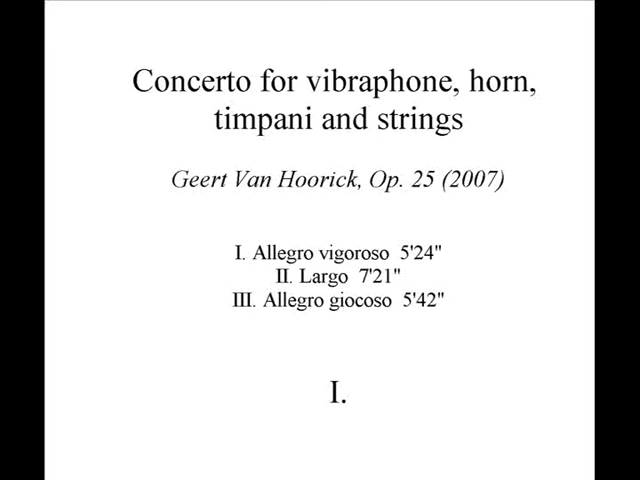 Concerto for vibraphone, horn,
timpani and strings
Geert Van Hoorick, Op. 25 (2007)
I. Allegro vigoroso 5'24"
II. Largo 7'21"
III. Allegro giocoso 5'42"
I.